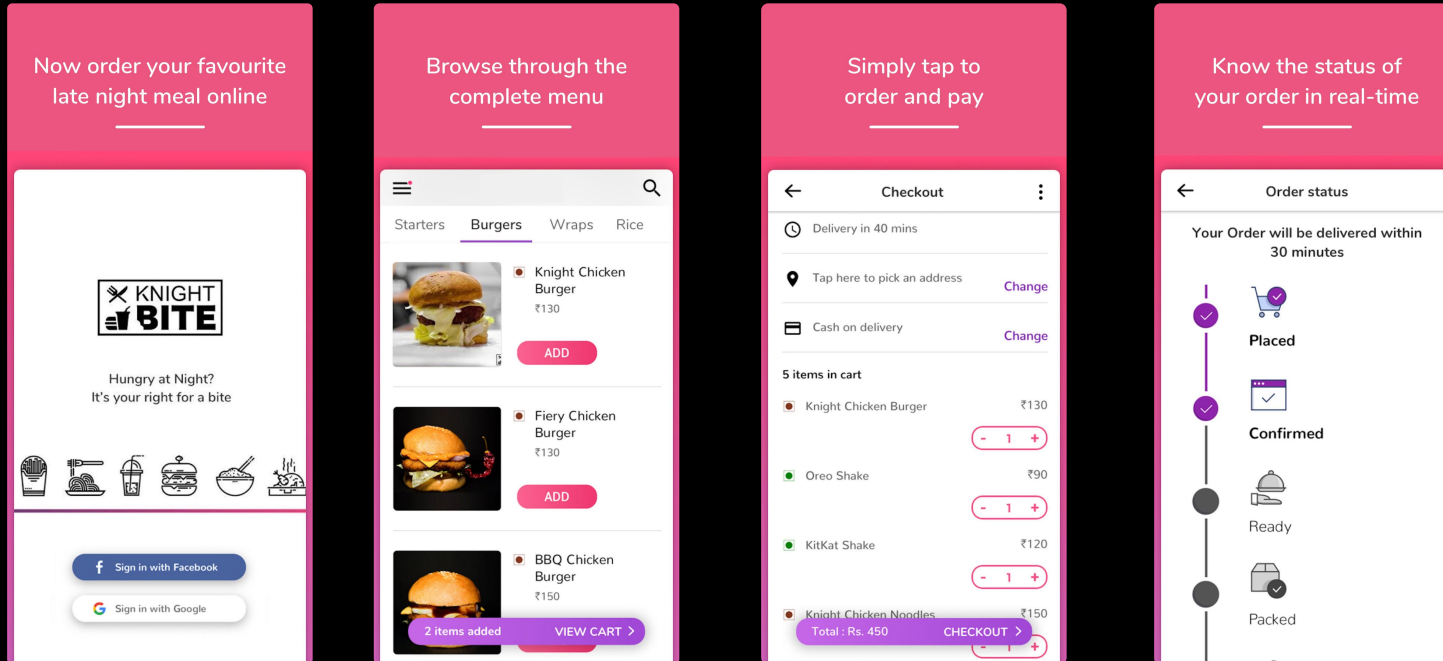 Now order your favourite
late night meal online
KNIGHT
BITE
Hungry at Night?
It's your right for a bite
f Sign in with Facebook
G Sign in with Google
Browse through the
complete menu
Starters Burgers Wraps Rice
Knight Chicken
Burger
₹130
ADD
Fiery Chicken
Burger
₹130
ADD
BBQ Chicken
Burger
₹150
2 items added VIEW CART >
Simply tap to
order and pay
Checkout
Delivery in 40 mins
Tap here to pick an address
Change
Cash on delivery
Change
5 items in cart
Knight Chicken Burger ₹130
- 1 +
Oreo Shake ₹90
- 1 +
KitKat Shake ₹120
- 1 +
Knight Chicken Noodles ₹150
Total : Rs. 450 CHECKOUT >
- 1 +
Know the status of
your order in real-time
Order status
Your Order will be delivered within
30 minutes
Placed
Confirmed
Ready
Packed